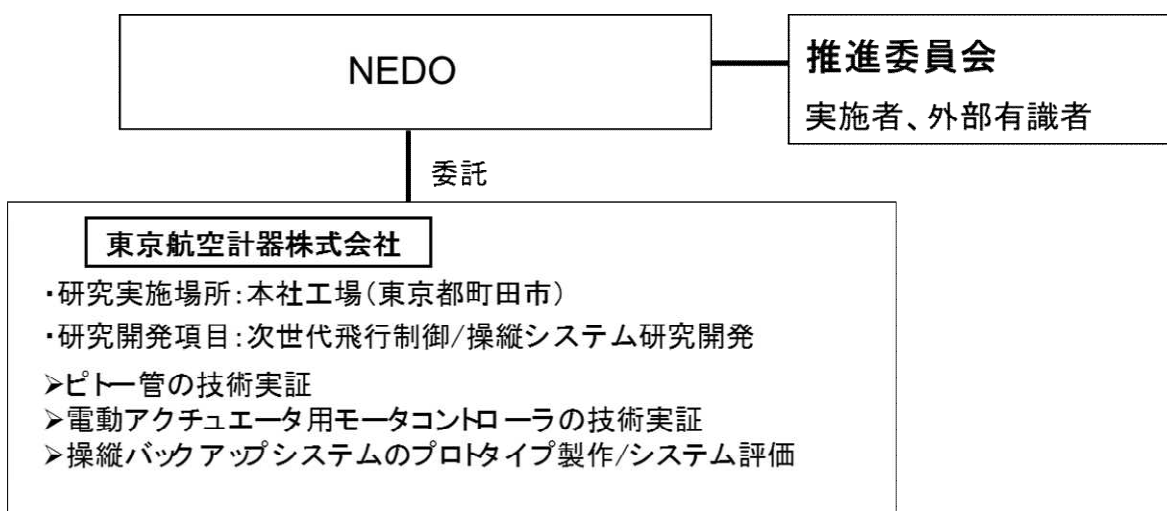 NEDO
推進委員会
実施者、外部有識者
委託
東京航空計器株式会社
・研究実施場所:本社工場(東京都町田市)
・研究開発項目:次世代飛行制御/操縦システム研究開発
➢ピトー管の技術実証
➢電動アクチュエータ用モータコントローラの技術実証
➢操縦バックアップシステムのプロトタイプ製作/システム評価